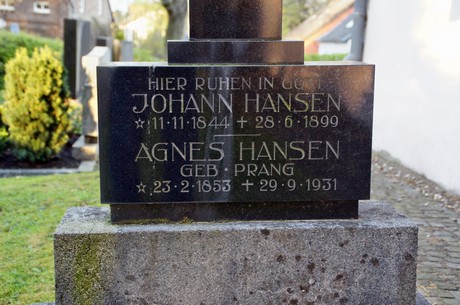 HIER RUHEN IN GOTT
JOHANN HANSEN
☆ 11·11·1844 ✝ 28·6·1899
AGNES HANSEN
GEB·PRANG
☆ 23·2·1853 ✝ 29·9·1931